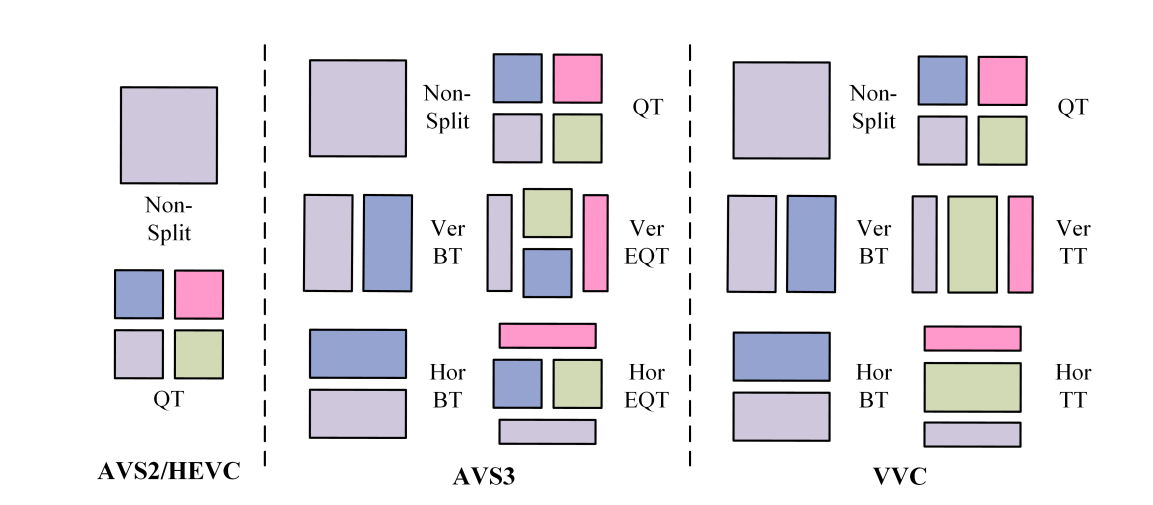 Non-
Split
QT
AVS2/HEVC
Non-
Split
QT
Ver
BT
Ver
EQT
Hor
BT
Hor
EQT
AVS3
Non-
Split
QT
Ver
BT
Ver
TT
Hor
BT
Hor
TT
VVC